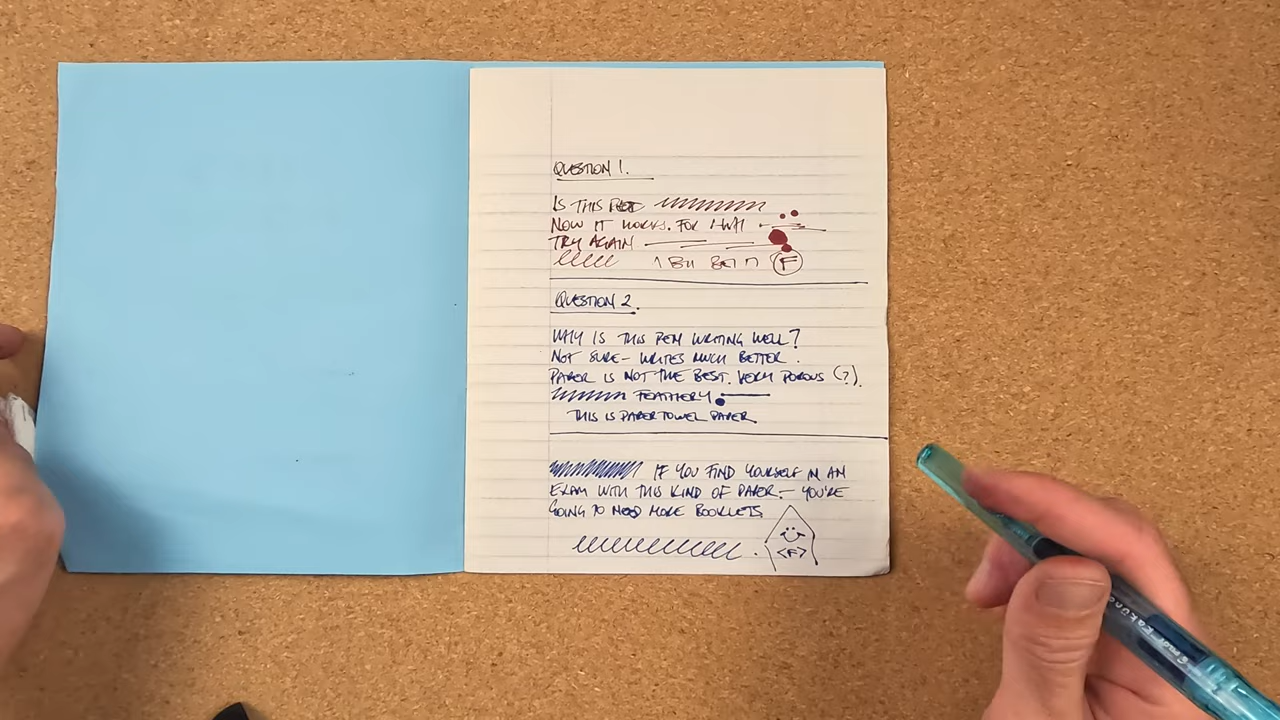 QUESTION 1.
IS THIS
NOW IT WORKS. FOR
TRY AGAIN
F
QUESTION 2.
WHY IS THIS PEN WRITING WELL?
NOT SURE - WRITES MUCH BETTER.
PAPER IS NOT THE BEST. VERY POROUS (?).
FEATHERY
THIS IS PAPER TOWEL PAPER
IF YOU FIND YOURSELF IN AN
EXAM WITH THIS KIND OF PAPER - YOU'RE
GOING TO NEED MORE BOOKLETS
<F>
PILOT Kaküno